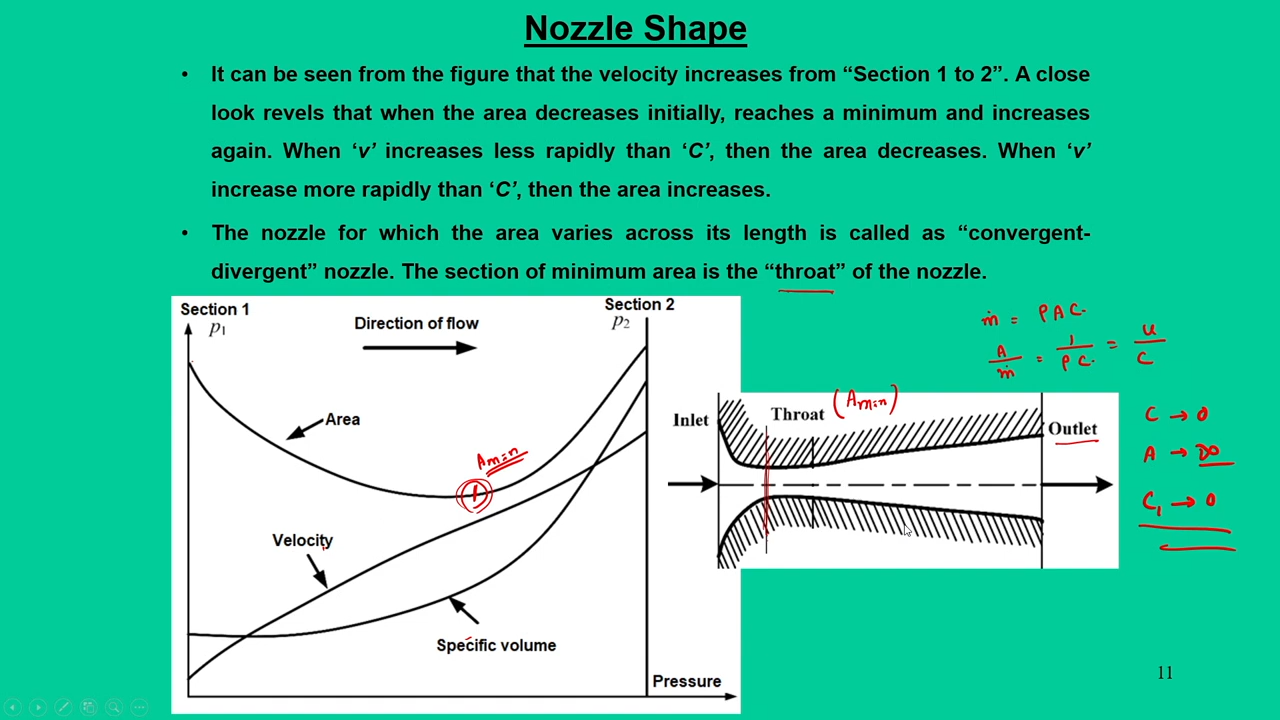 Nozzle Shape
• It can be seen from the figure that the velocity increases from “Section 1 to 2”. A close
look revels that when the area decreases initially, reaches a minimum and increases
again. When ‘v’ increases less rapidly than ‘C’, then the area decreases. When ‘v’
increase more rapidly than ‘C’, then the area increases.
• The nozzle for which the area varies across its length is called as “convergent-
divergent” nozzle. The section of minimum area is the “throat” of the nozzle.
Section 1
p1
Direction of flow
Section 2
p2
Area
Amin
1
Velocity
Specific volume
Pressure
ṁ = ρAC.
A/ṁ = 1/ρC. = u/C
Inlet
Throat
(Amin)
Outlet
C → 0
A → ∞
C1 → 0
11